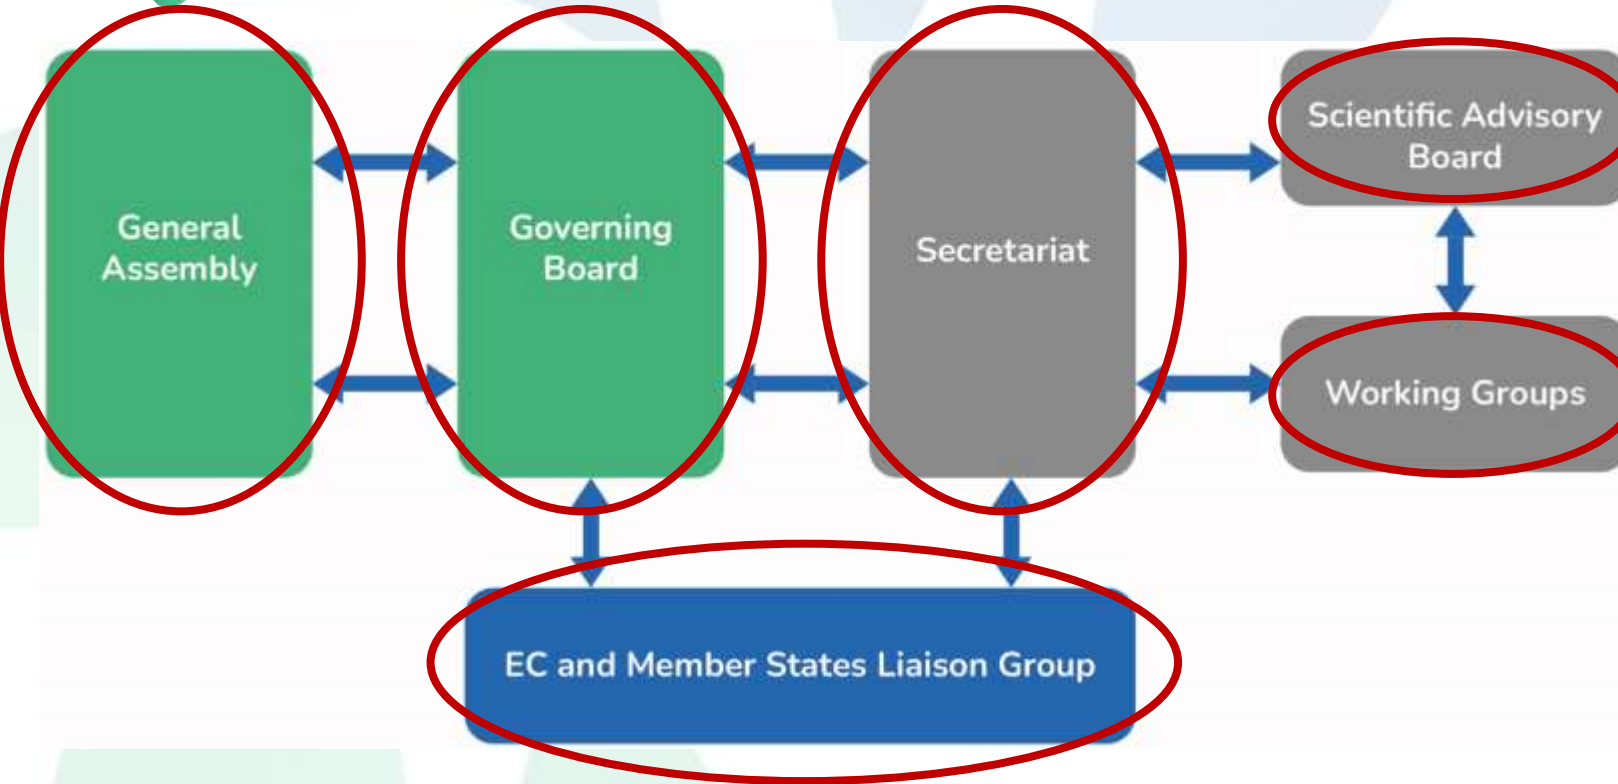 General
Assembly
Governing
Board
Secretariat
Scientific Advisory
Board
Working Groups
EC and Member States Liaison Group